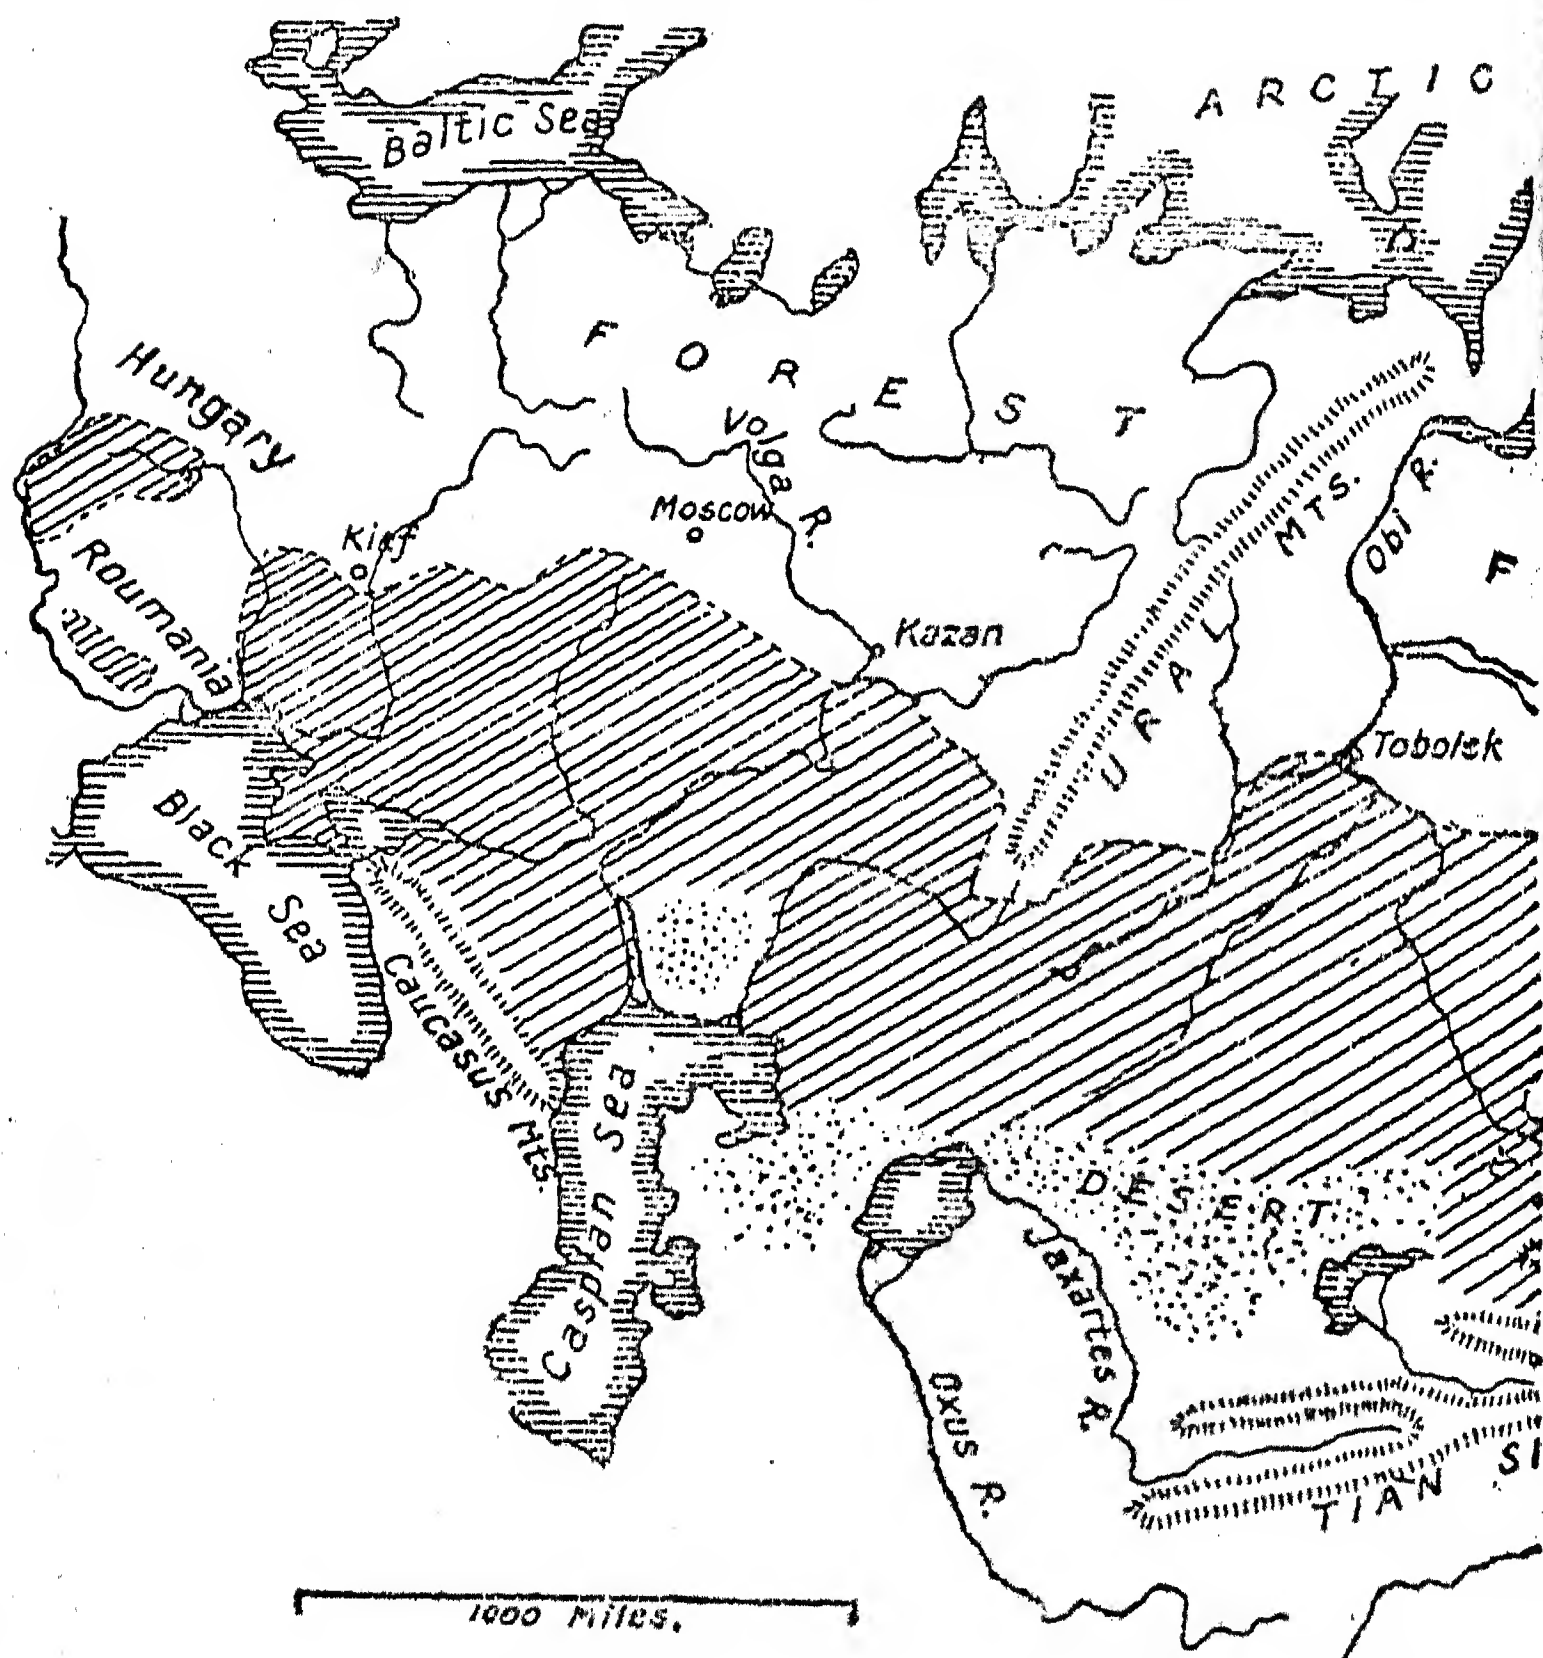 ARCTIC
Baltic Sea
FOREST
Hungary
Volga R.
Moscow
Kief
MTS.
Obi R.
F
Roumania
Kazan
URAL
Tobolsk
Black
Sea
Caucasus Mts.
Caspian Sea
DESERT
Jaxartes R.
Oxus R.
TIAN
SI
1000 Miles.